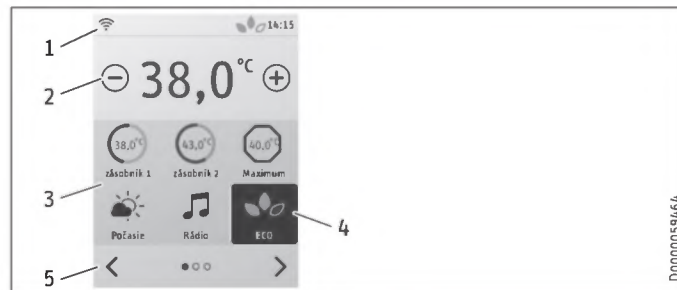 1
14:15
2
38,0 °C
38,0°C
43,0°C
40,0°C
zásobník 1
zásobník 2
Maximum
3
4
Počasie
Rádio
ECO
5
D0000059464